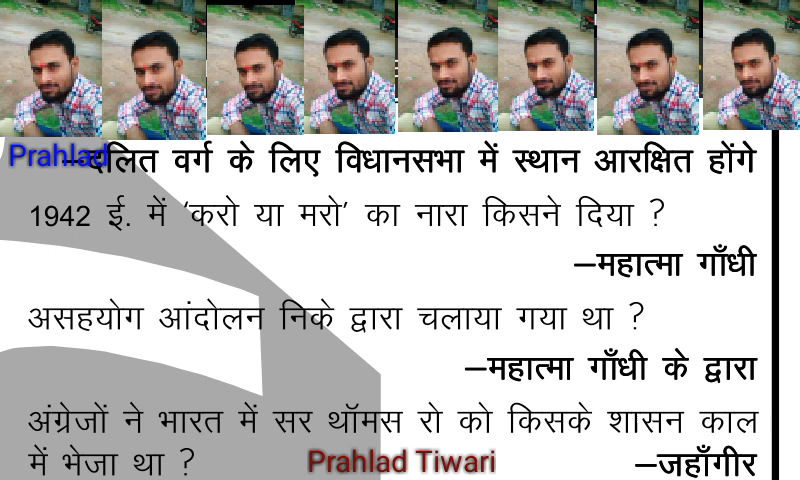 Prahlad
—दलित वर्ग के लिए विधानसभा में स्थान आरक्षित होंगे
1942 ई. में ‘करो या मरो’ का नारा किसने दिया ?
—महात्मा गाँधी
असहयोग आंदोलन निके द्वारा चलाया गया था ?
—महात्मा गाँधी के द्वारा
अंग्रेजों ने भारत में सर थॉमस रो को किसके शासन काल
में भेजा था ? —जहाँगीर
Prahlad Tiwari